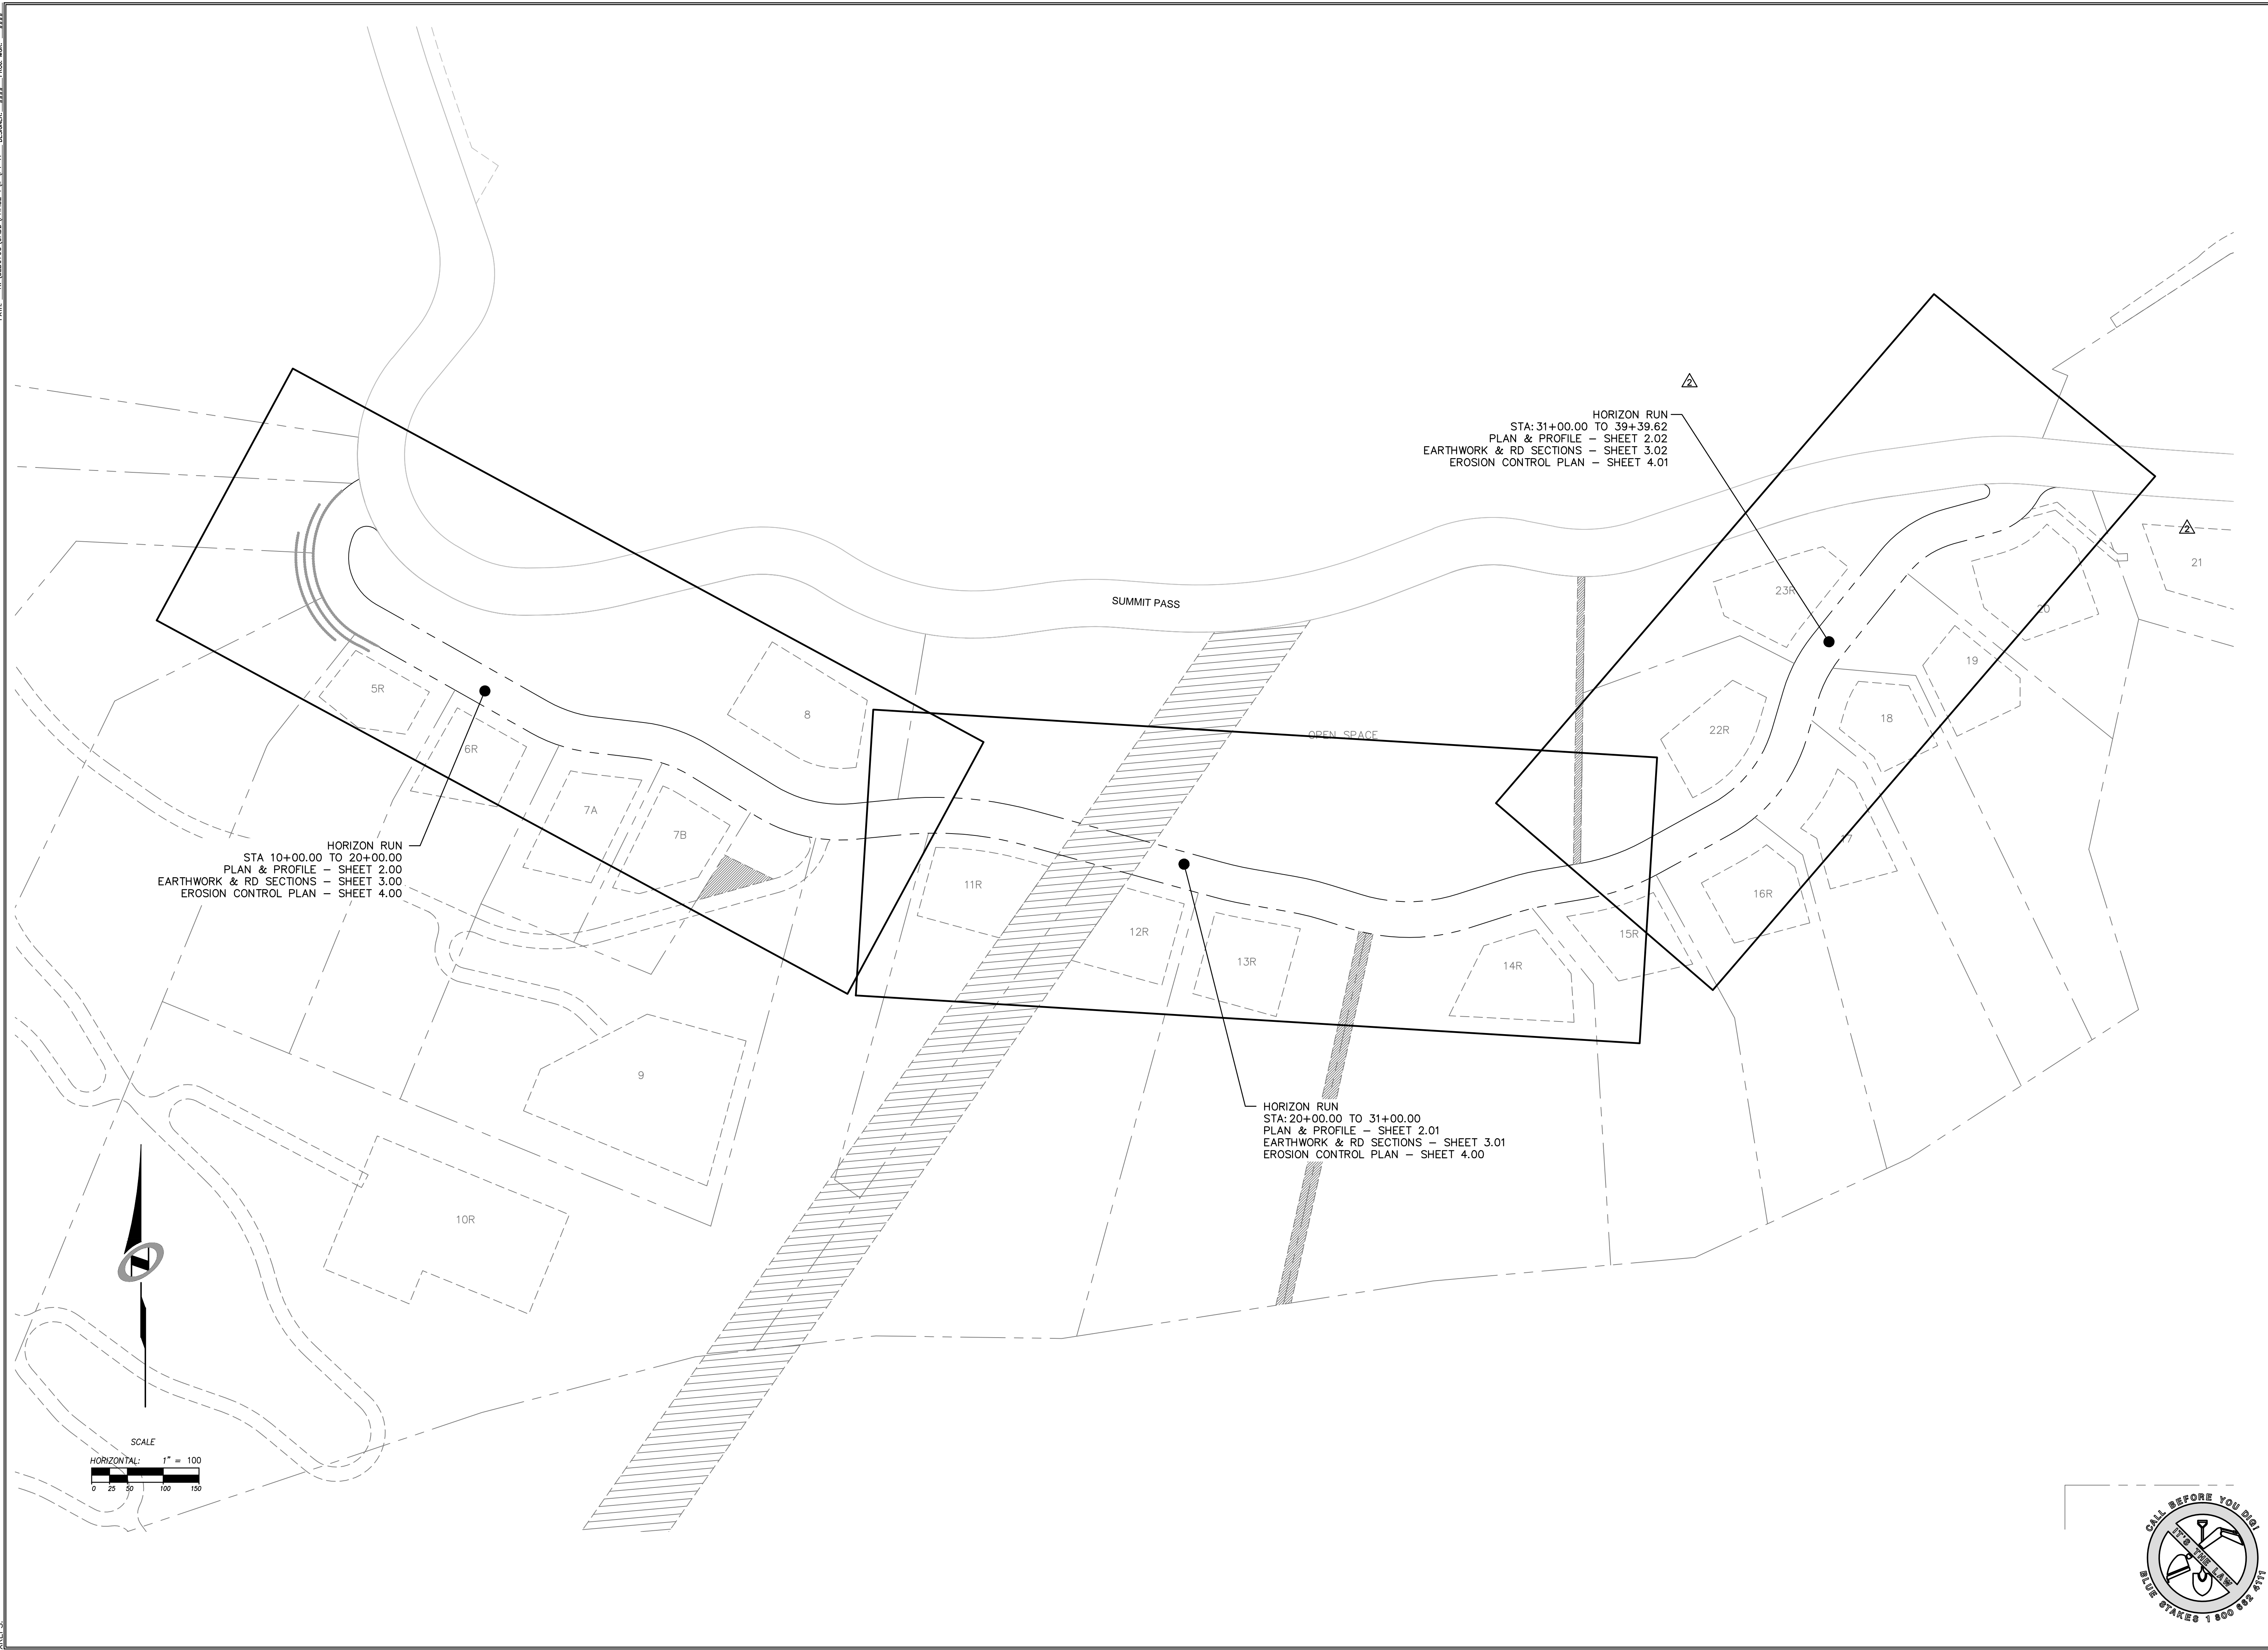 HORIZON RUN
STA: 31+00.00 TO 39+39.62
PLAN & PROFILE – SHEET 2.02
EARTHWORK & RD SECTIONS – SHEET 3.02
EROSION CONTROL PLAN – SHEET 4.01
2
2
21
SUMMIT PASS
23R
20
19
18
22R
17
16R
15R
14R
OPEN SPACE
8
5R
6R
7A
7B
11R
12R
13R
HORIZON RUN
STA 10+00.00 TO 20+00.00
PLAN & PROFILE – SHEET 2.00
EARTHWORK & RD SECTIONS – SHEET 3.00
EROSION CONTROL PLAN – SHEET 4.00
9
10R
HORIZON RUN
STA: 20+00.00 TO 31+00.00
PLAN & PROFILE – SHEET 2.01
EARTHWORK & RD SECTIONS – SHEET 3.01
EROSION CONTROL PLAN – SHEET 4.00
N
SCALE
HORIZONTAL: 1" = 100
0 25 50 100 150
CALL BEFORE YOU DIG!
IT'S THE LAW
BLUE STAKES 1 800 662 4111